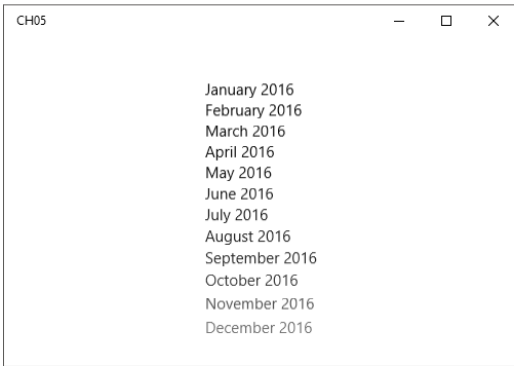 CH05
January 2016
February 2016
March 2016
April 2016
May 2016
June 2016
July 2016
August 2016
September 2016
October 2016
November 2016
December 2016